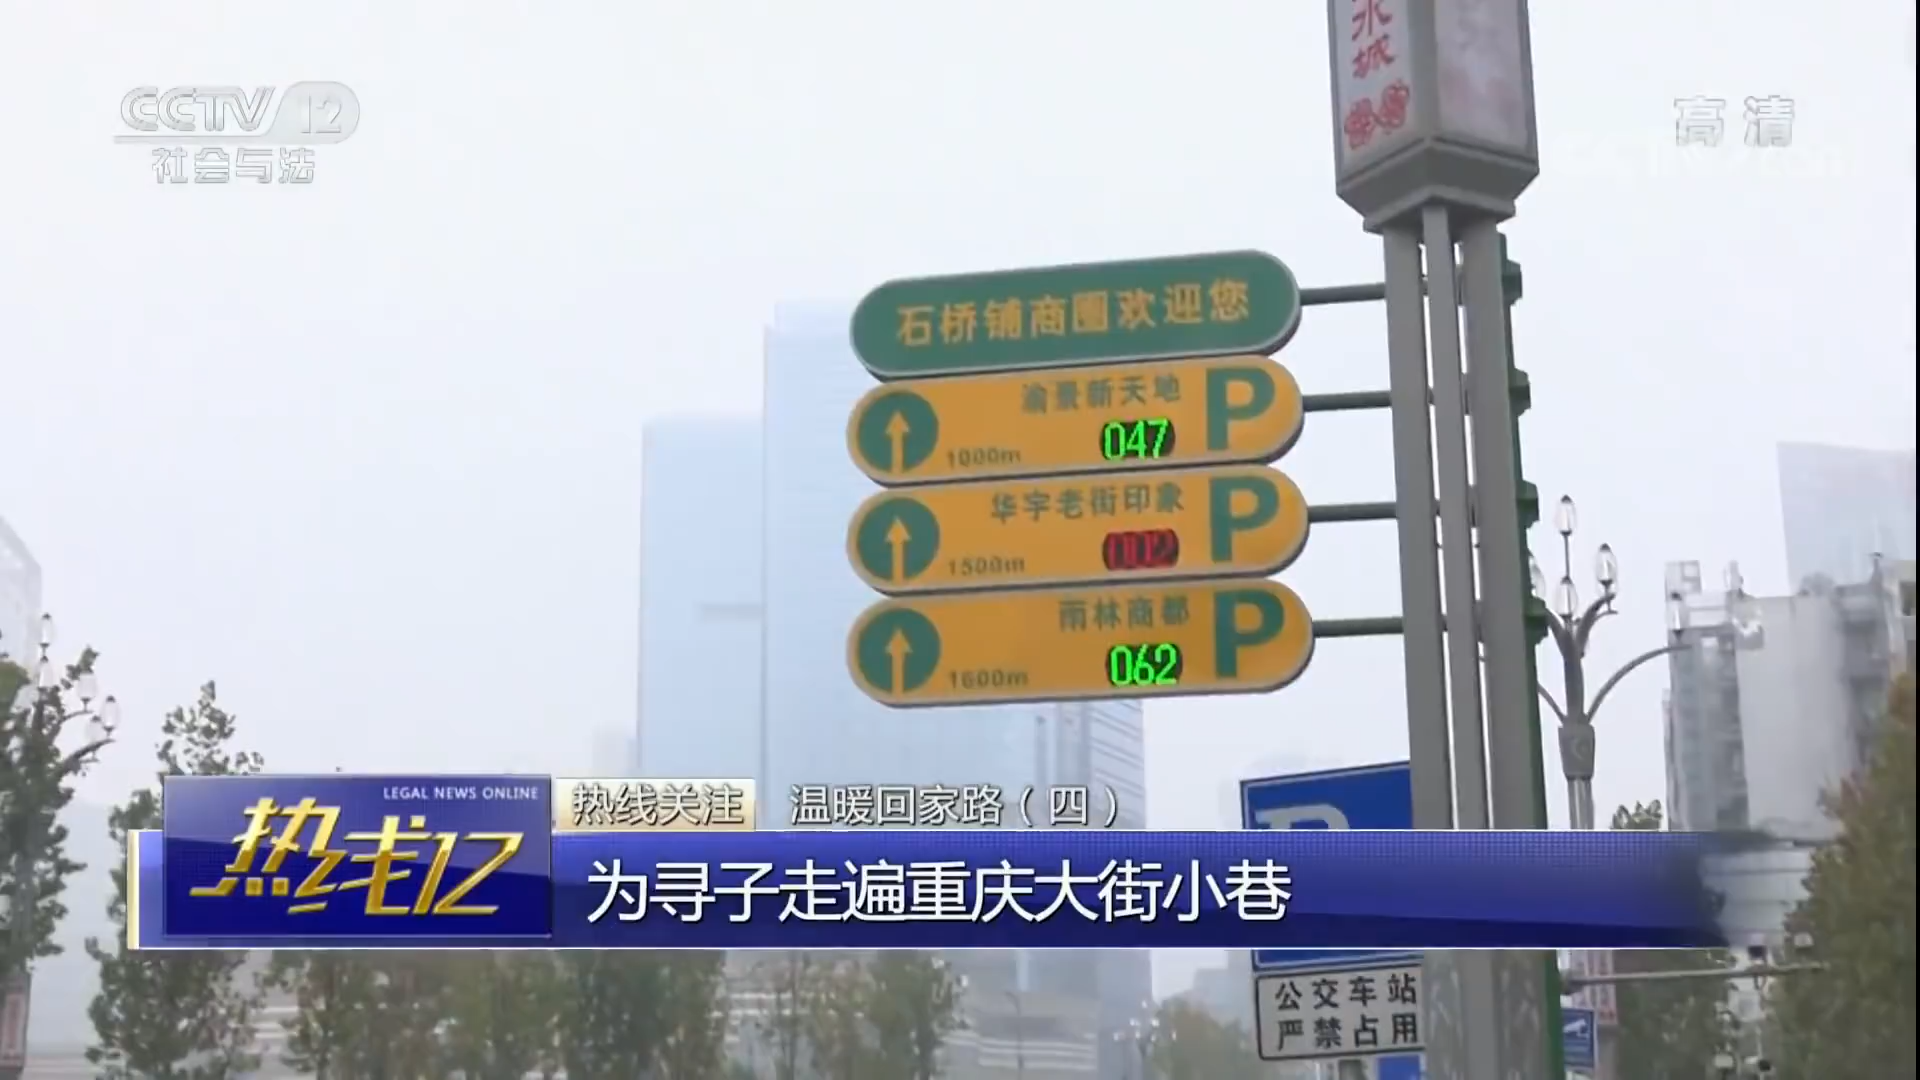 CCTV 12
社会与法
高清
水城
石桥铺商圈欢迎您
渝景新天地
P
1000m
047
华宇老街印象
P
1500m
002
雨林商都
P
1600m
062
LEGAL NEWS ONLINE
热线12
热线关注
温暖回家路（四）
为寻子走遍重庆大街小巷
公交车站
严禁占用